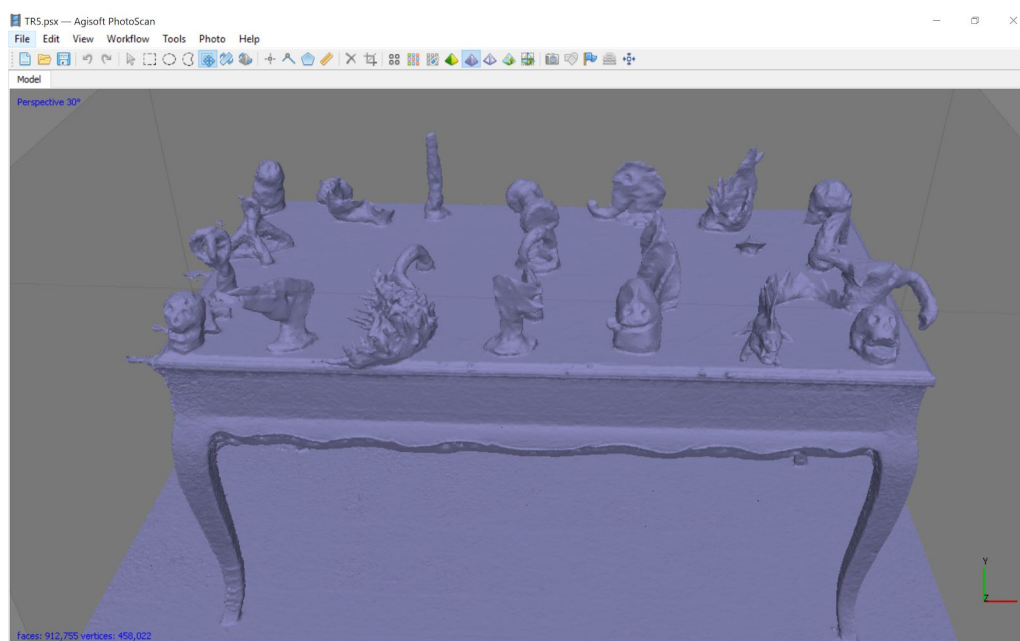 TR5.psx — Agisoft PhotoScan
File Edit View Workflow Tools Photo Help
Model
Perspective 30°
Y
Z
faces: 912,755 vertices: 458,022